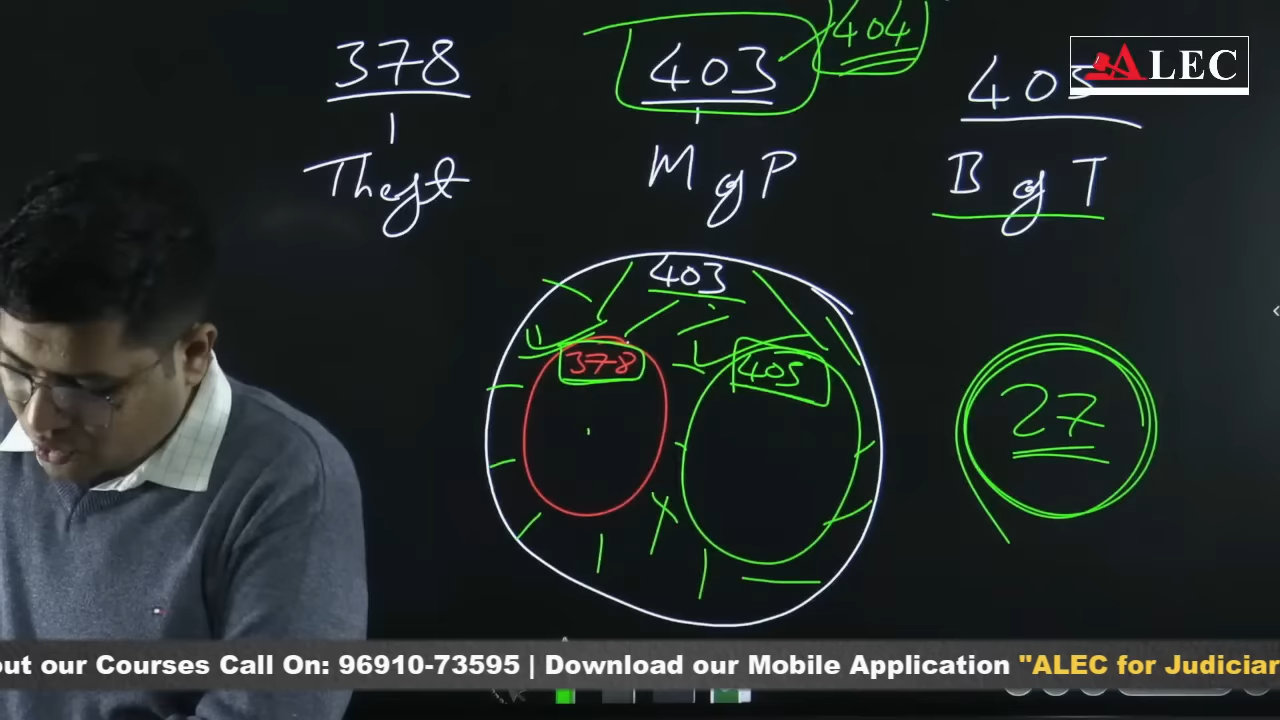 378 403 404 405
Theft M of P B of T
403
378 405
27
ALEC
out our Courses Call On: 96910-73595 | Download our Mobile Application "ALEC for Judiciar